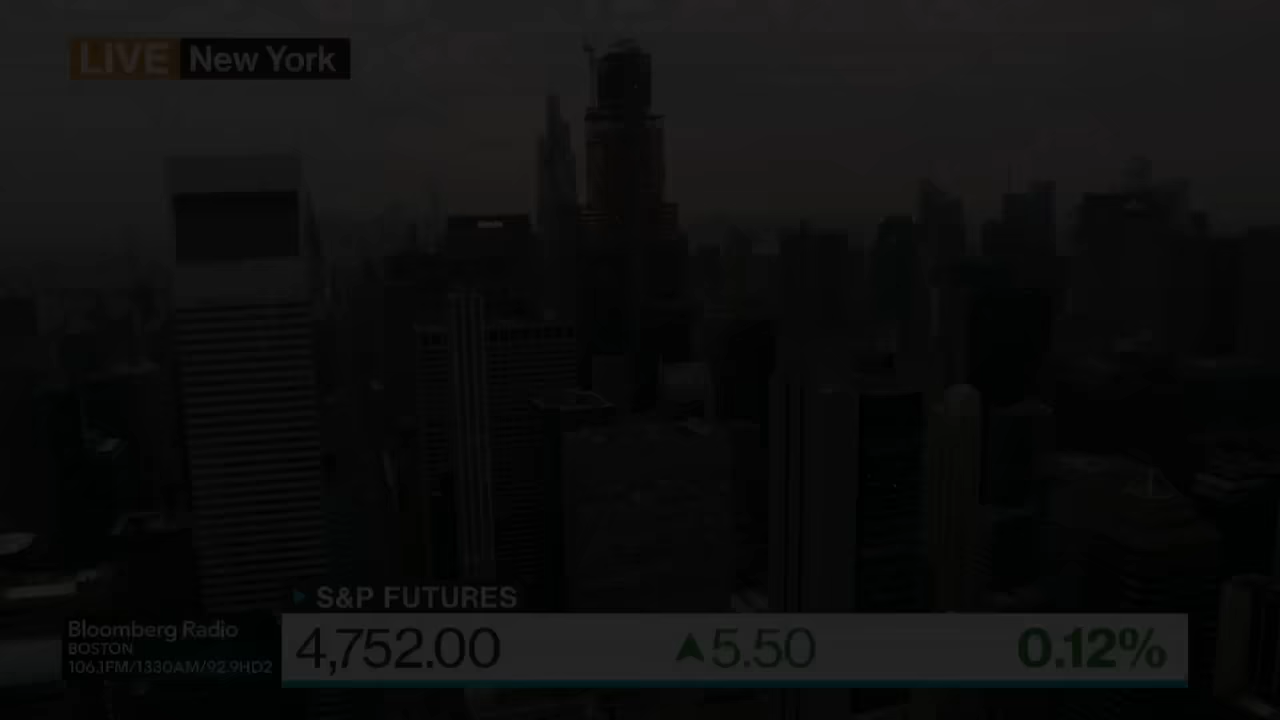 LIVE New York
S&P FUTURES
4,752.00 ▲5.50 0.12%
Bloomberg Radio
BOSTON
106.1FM/1330AM/92.9HD2